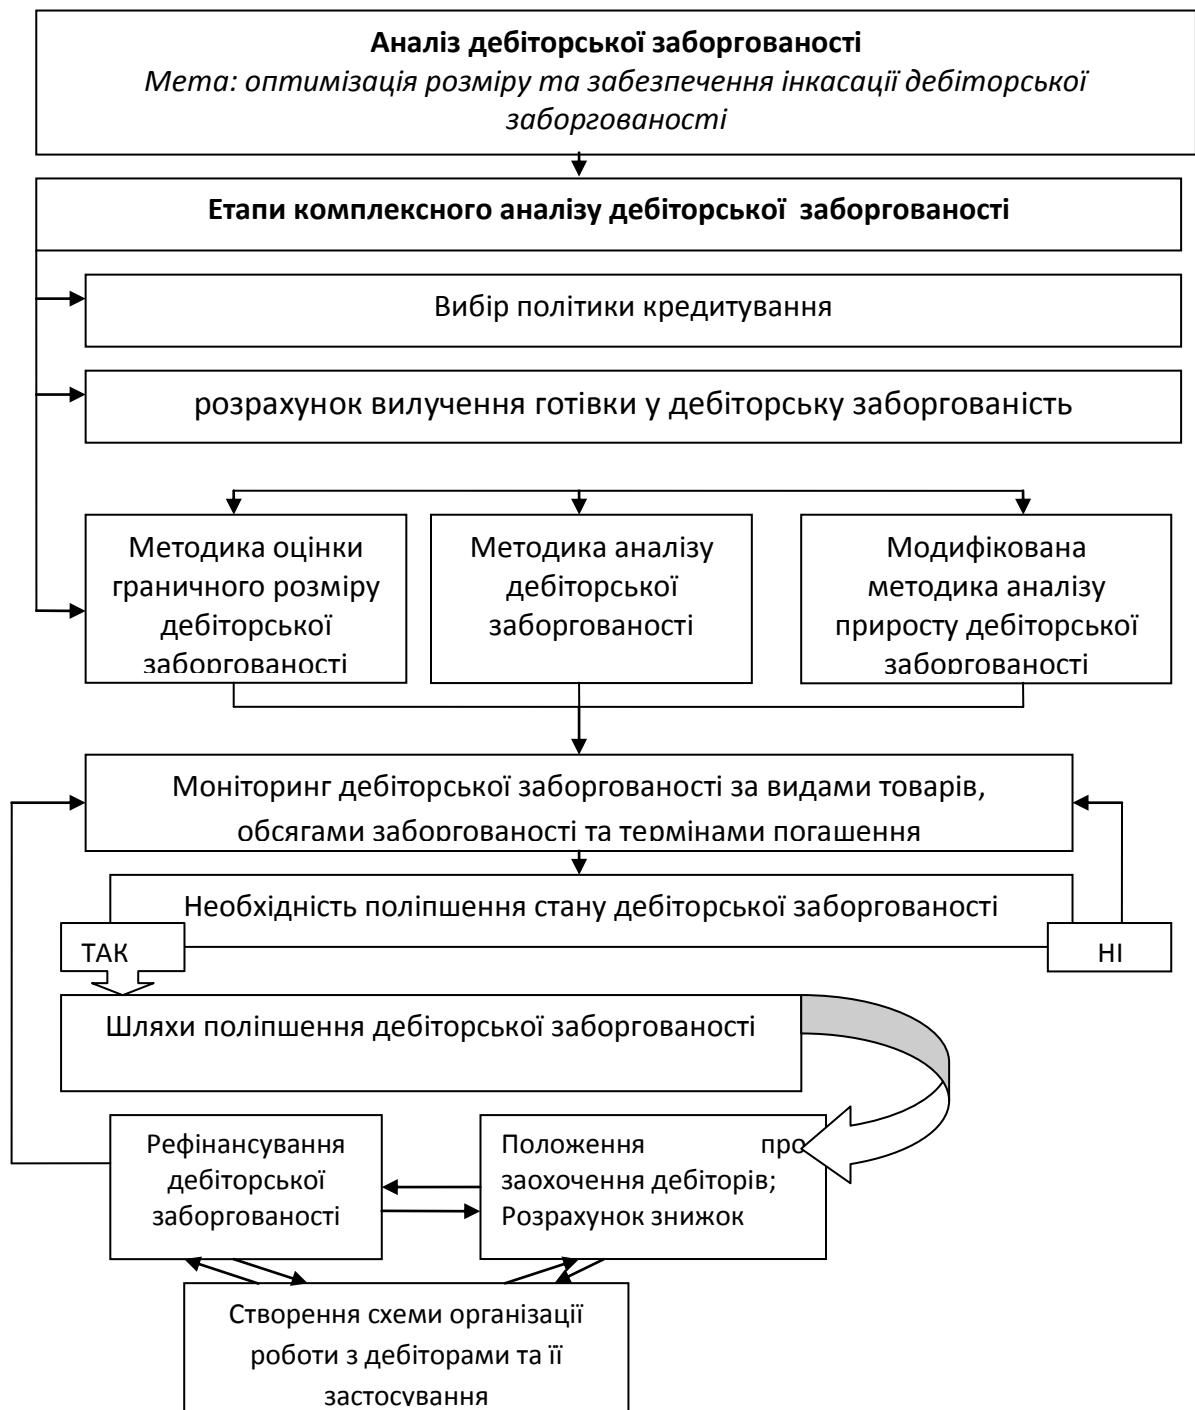 Аналіз дебіторської заборгованості
Мета: оптимізація розміру та забезпечення інкасації дебіторської
заборгованості
Етапи комплексного аналізу дебіторської заборгованості
Вибір політики кредитування
розрахунок вилучення готівки у дебіторську заборгованість
Методика оцінки
граничного розміру
дебіторської
заборгованості
Методика аналізу
дебіторської
заборгованості
Модифікована
методика аналізу
приросту дебіторської
заборгованості
Моніторинг дебіторської заборгованості за видами товарів,
обсягами заборгованості та термінами погашення
Необхідність поліпшення стану дебіторської заборгованості
ТАК
НІ
Шляхи поліпшення дебіторської заборгованості
Рефінансування
дебіторської
заборгованості
Положення про
заохочення дебіторів;
Розрахунок знижок
Створення схеми організації
роботи з дебіторами та її
застосування